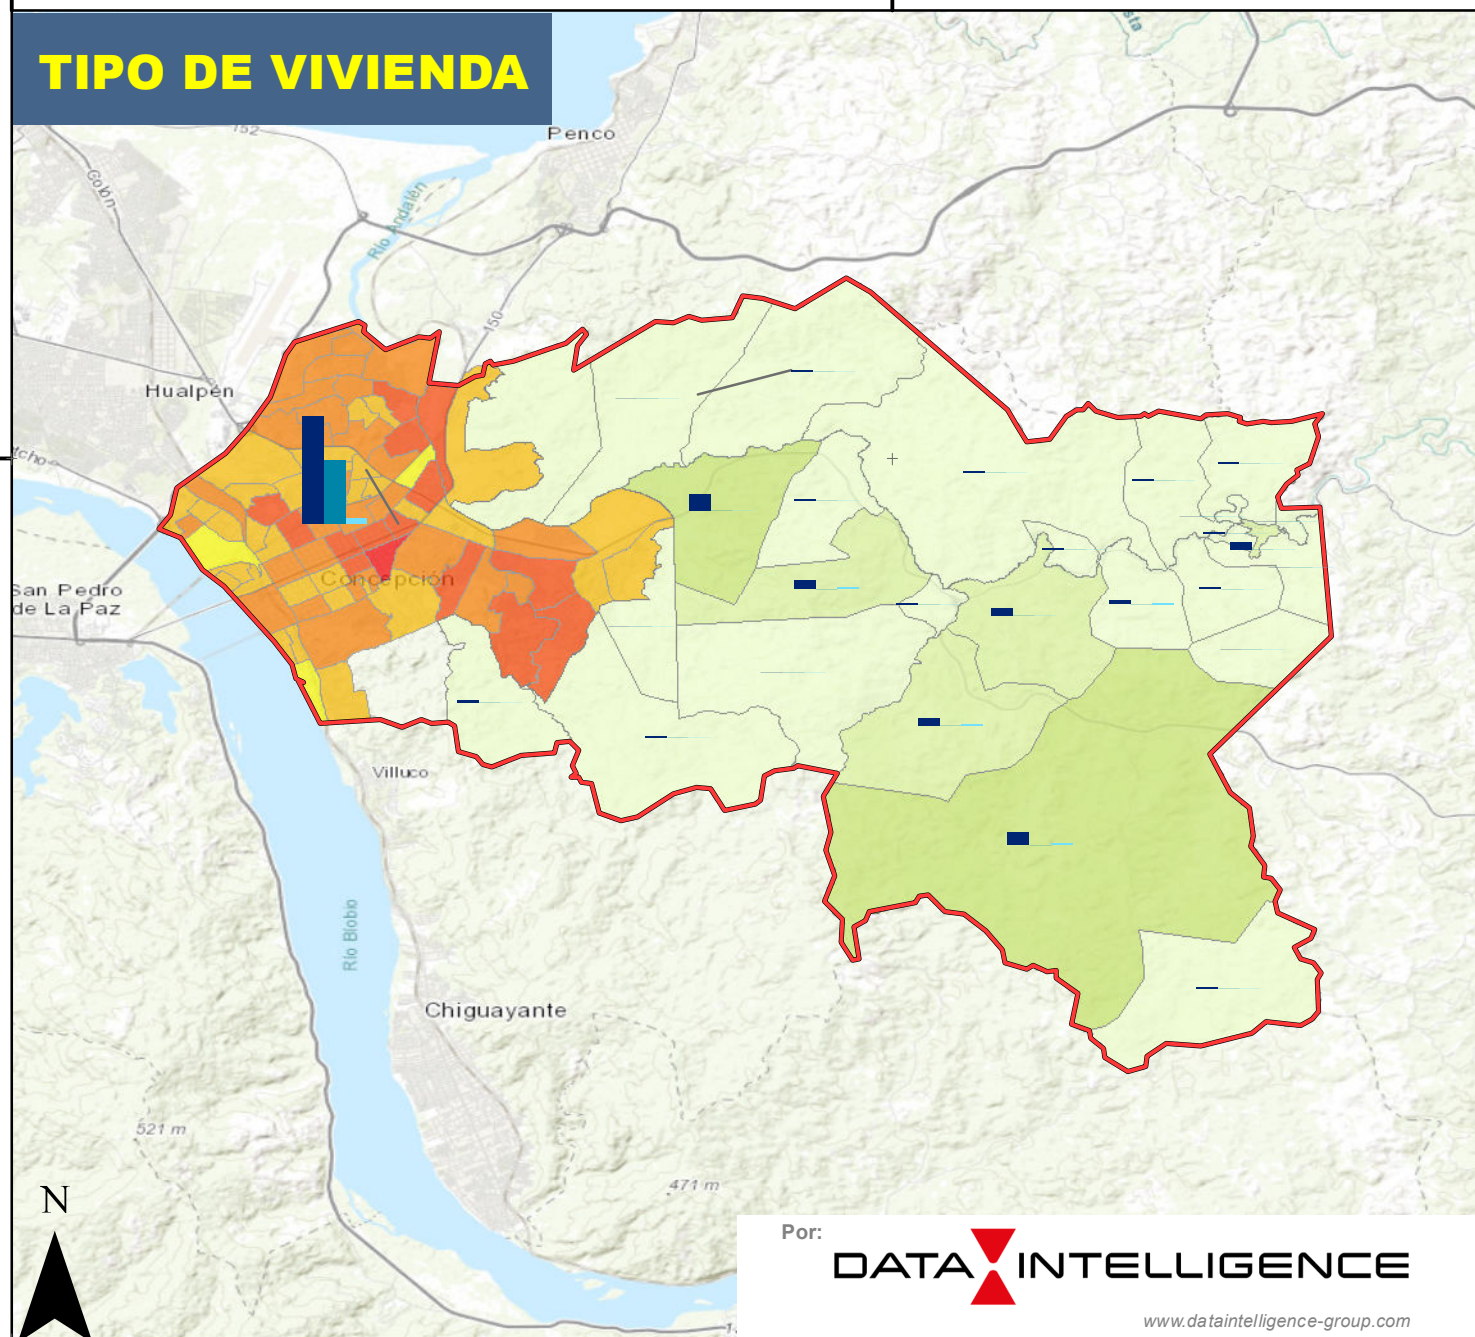 TIPO DE VIVIENDA
152
Penco
Colón
Río Andalén
150
Hualpén
San Pedro
de La Paz
Concepción
Villuco
Río Biobío
Chiguayante
521 m
471 m
N
Por:
DATA INTELLIGENCE
www.dataintelligence-group.com